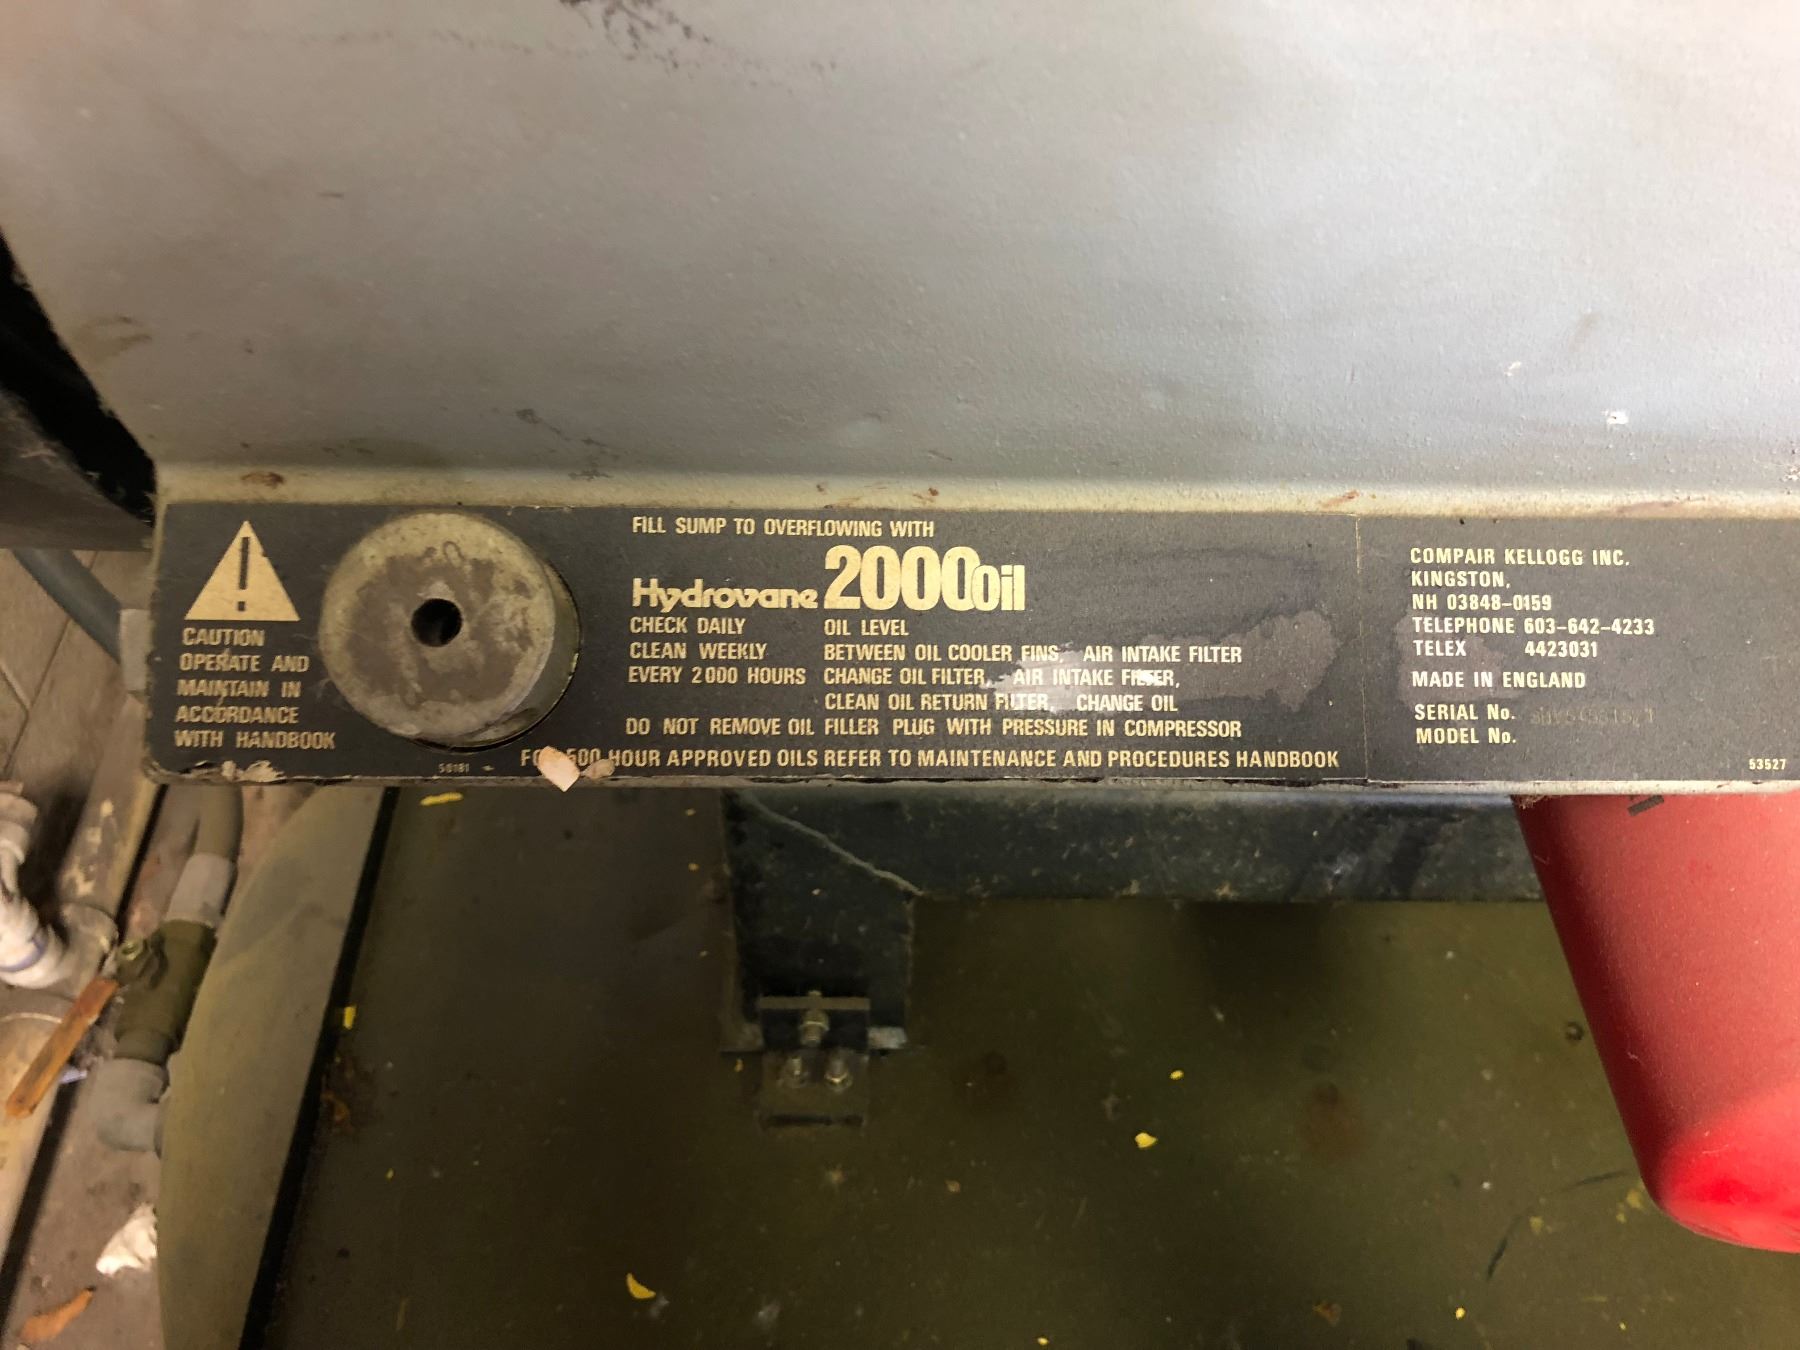 CAUTION
OPERATE AND
MAINTAIN IN
ACCORDANCE
WITH HANDBOOK
50181
FILL SUMP TO OVERFLOWING WITH
Hydrovane 2000 Oil
CHECK DAILY OIL LEVEL
CLEAN WEEKLY BETWEEN OIL COOLER FINS, AIR INTAKE FILTER
EVERY 2000 HOURS CHANGE OIL FILTER, AIR INTAKE FILTER,
CLEAN OIL RETURN FILTER, CHANGE OIL
DO NOT REMOVE OIL FILLER PLUG WITH PRESSURE IN COMPRESSOR
500 HOUR APPROVED OILS REFER TO MAINTENANCE AND PROCEDURES HANDBOOK
COMPAIR KELLOGG INC.
KINGSTON,
NH 03848-0159
TELEPHONE 603-642-4233
TELEX 4423031
MADE IN ENGLAND
SERIAL No.
MODEL No.
53527